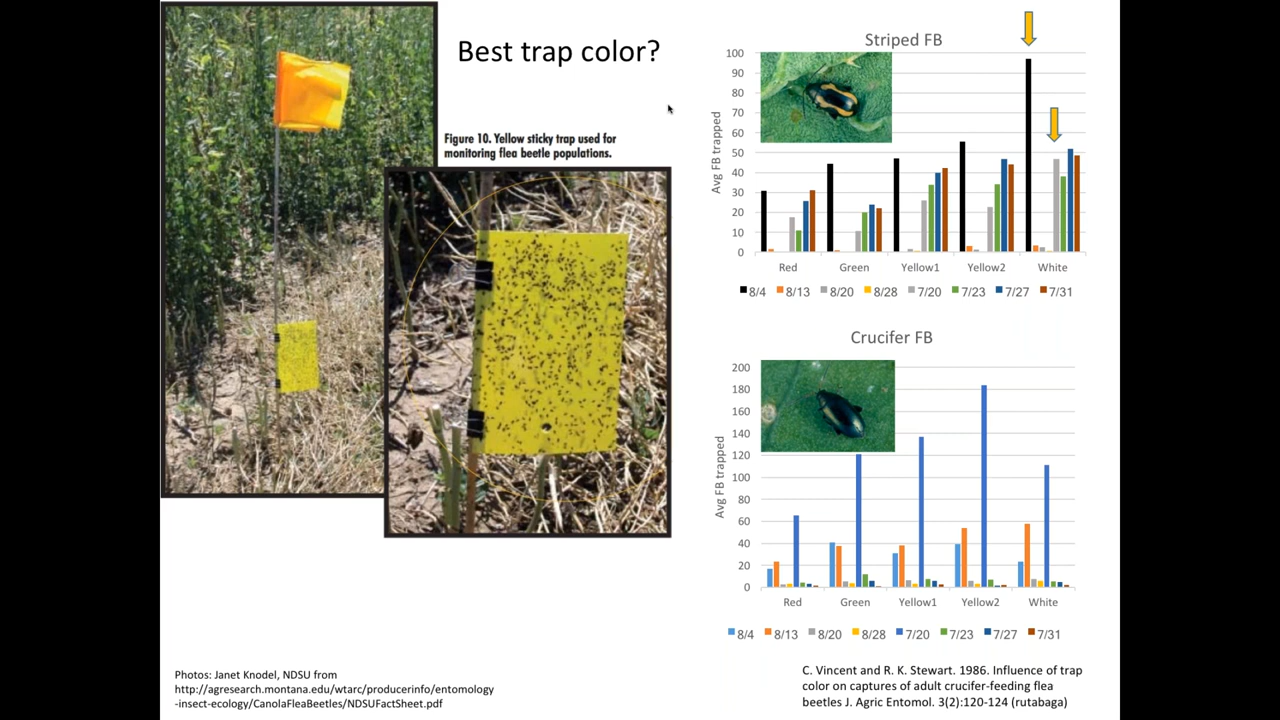 Best trap color?
Figure 10. Yellow sticky trap used for
monitoring flea beetle populations.
Photos: Janet Knodel, NDSU from
http://agresearch.montana.edu/wtarc/producerinfo/entomology
-insect-ecology/CanolaFleaBeetles/NDSUFactSheet.pdf
Striped FB
Avg FB trapped
100
90
80
70
60
50
40
30
20
10
0
Red Green Yellow1 Yellow2 White
8/4 8/13 8/20 8/28 7/20 7/23 7/27 7/31
Crucifer FB
Avg FB trapped
200
180
160
140
120
100
80
60
40
20
0
Red Green Yellow1 Yellow2 White
8/4 8/13 8/20 8/28 7/20 7/23 7/27 7/31
C. Vincent and R. K. Stewart. 1986. Influence of trap
color on captures of adult crucifer-feeding flea
beetles J. Agric Entomol. 3(2):120-124 (rutabaga)